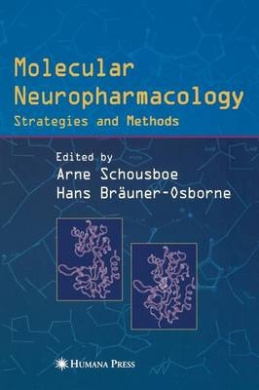 Molecular
Neuropharmacology
Strategies and Methods
Edited by
Arne Schousboe
Hans Bräuner-Osborne
HUMANA PRESS